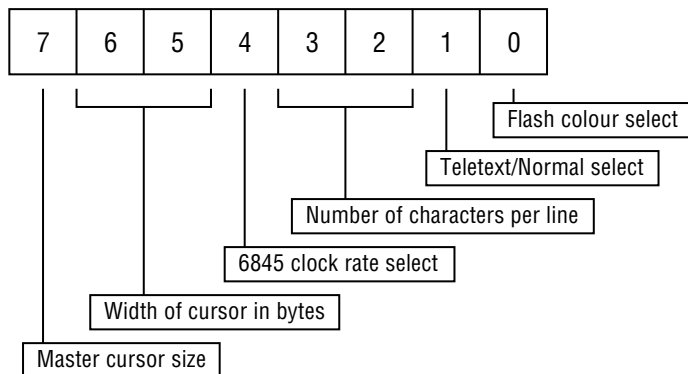 7 6 5 4 3 2 1 0
Flash colour select
Teletext/Normal select
Number of characters per line
6845 clock rate select
Width of cursor in bytes
Master cursor size